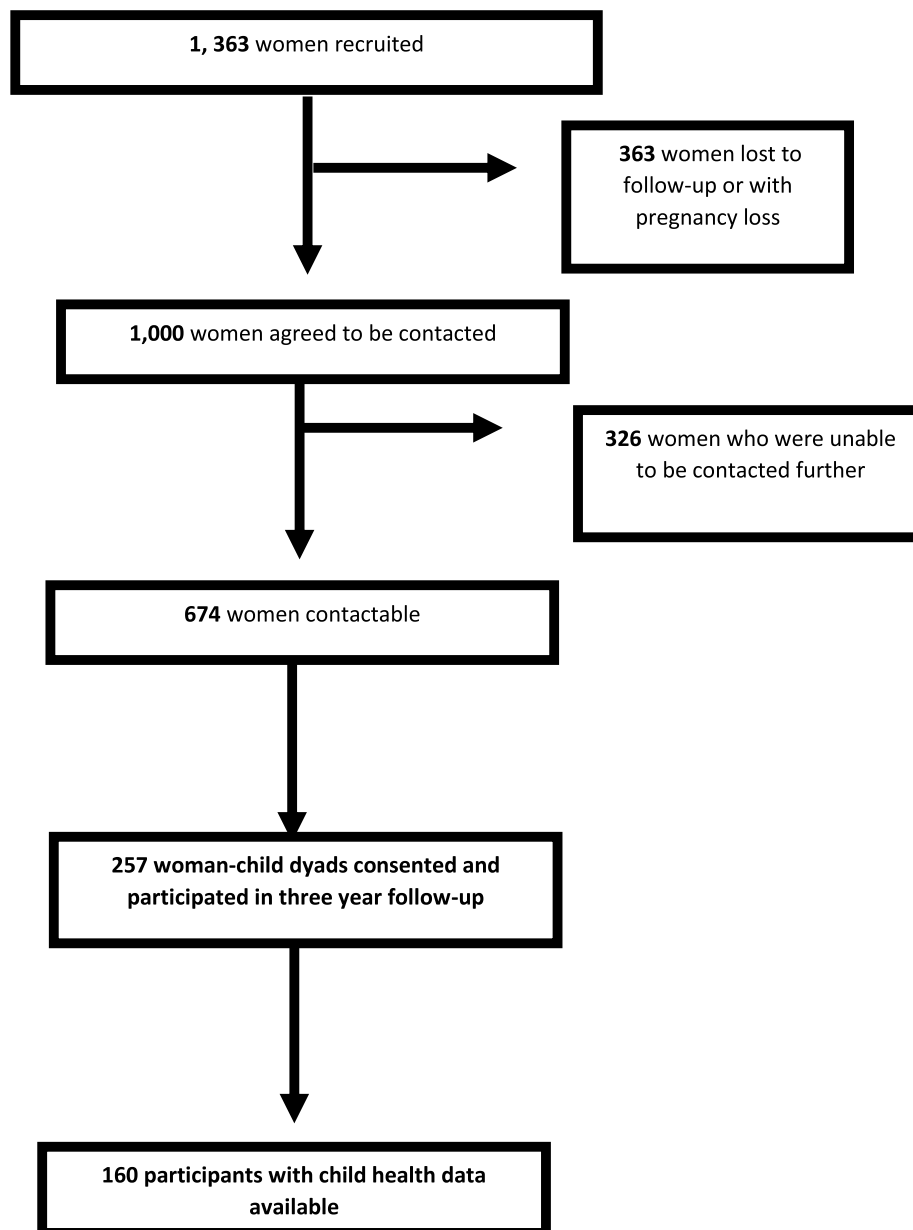 1, 363 women recruited
363 women lost to
follow-up or with
pregnancy loss
1,000 women agreed to be contacted
326 women who were unable
to be contacted further
674 women contactable
257 woman-child dyads consented and
participated in three year follow-up
160 participants with child health data
available